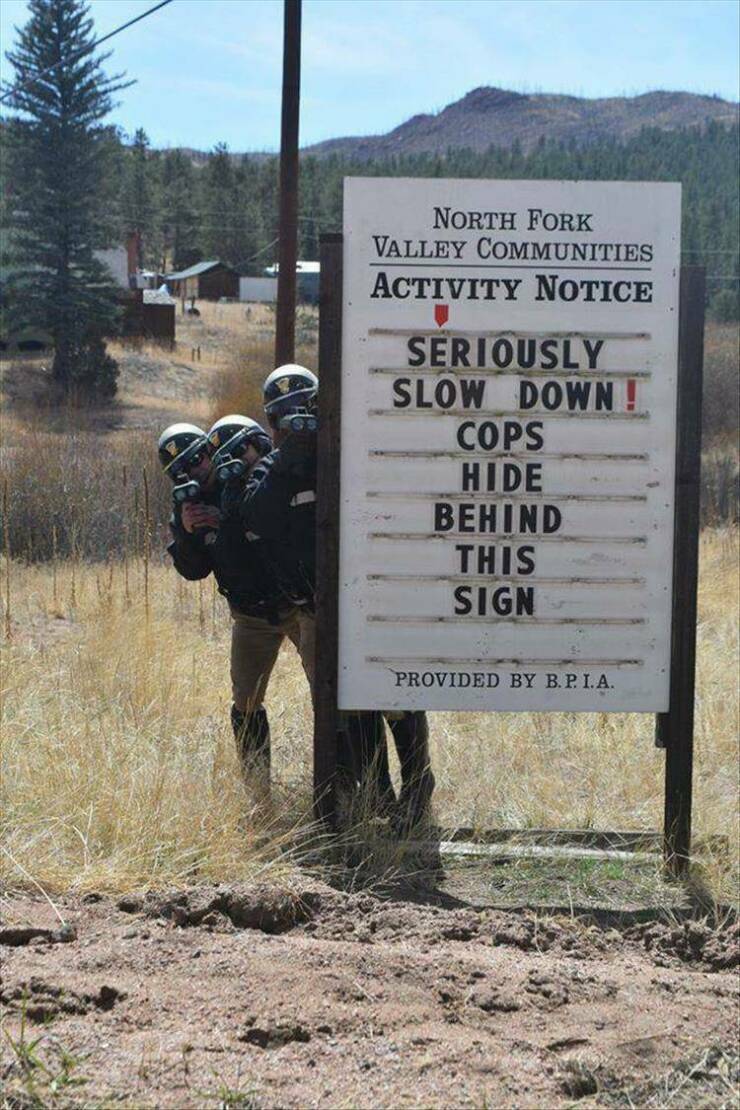 NORTH FORK
VALLEY COMMUNITIES
ACTIVITY NOTICE
SERIOUSLY
SLOW DOWN!
COPS
HIDE
BEHIND
THIS
SIGN
PROVIDED BY B.P.I.A.